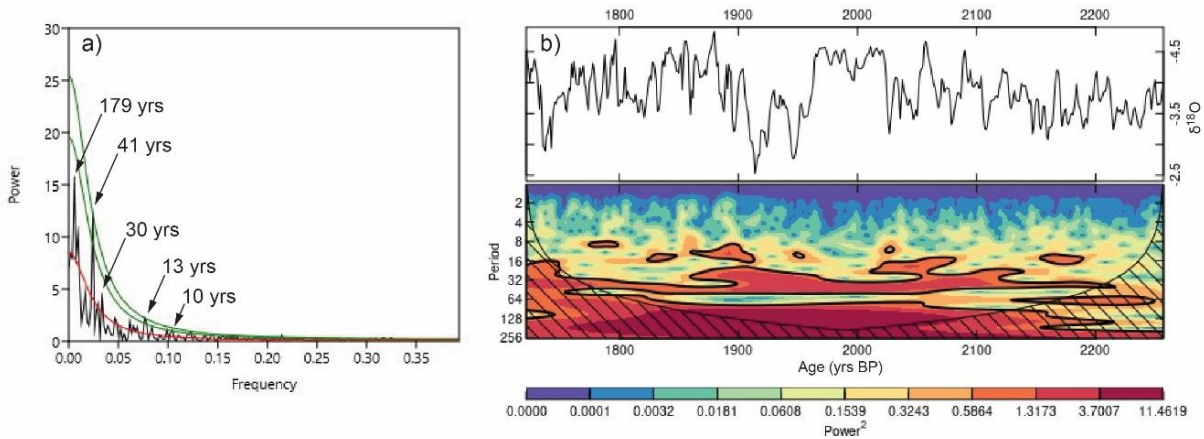 a)
30
25
20
15
10
5
0
Power
179 yrs
41 yrs
30 yrs
13 yrs
10 yrs
0.00 0.05 0.10 0.15 0.20 0.25 0.30 0.35
Frequency
b)
1800 1900 2000 2100 2200
-4.5
-3.5
-2.5
δ18O
2
4
8
16
32
64
128
256
Period
1800 1900 2000 2100 2200
Age (yrs BP)
0.0000 0.0001 0.0032 0.0181 0.0608 0.1539 0.3243 0.5864 1.3173 3.7007 11.4619
Power2